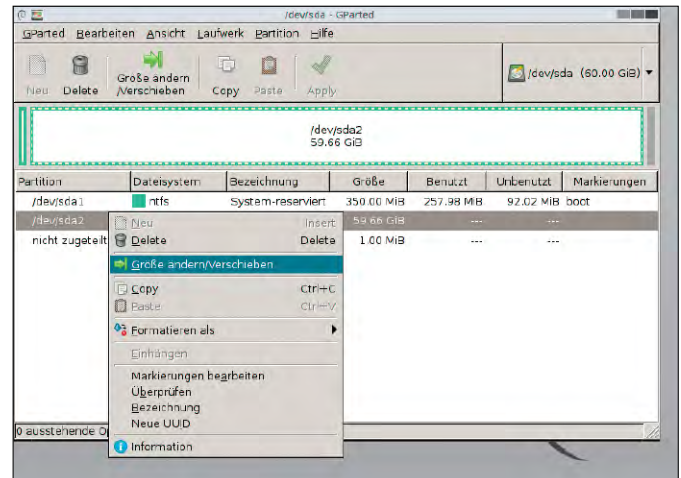 /dev/sda - GParted
GParted Bearbeiten Ansicht Laufwerk Partition Hilfe
Neu Delete Größe ändern/Verschieben Copy Paste Apply /dev/sda (60.00 GiB)
/dev/sda2
59.66 GiB
Partition Dateisystem Bezeichnung Größe Benutzt Unbenutzt Markierungen
/dev/sda1 ntfs System-reserviert 350.00 MiB 257.98 MiB 92.02 MiB boot
/dev/sda2 59.66 GiB --- ---
nicht zugeteilt 1.00 MiB --- ---
Neu Insert
Delete Delete
Größe ändern/Verschieben
Copy Ctrl+C
Paste Ctrl+V
Formatieren als
Einhängen
Markierungen bearbeiten
Überprüfen
Bezeichnung
Neue UUID
Information
0 ausstehende